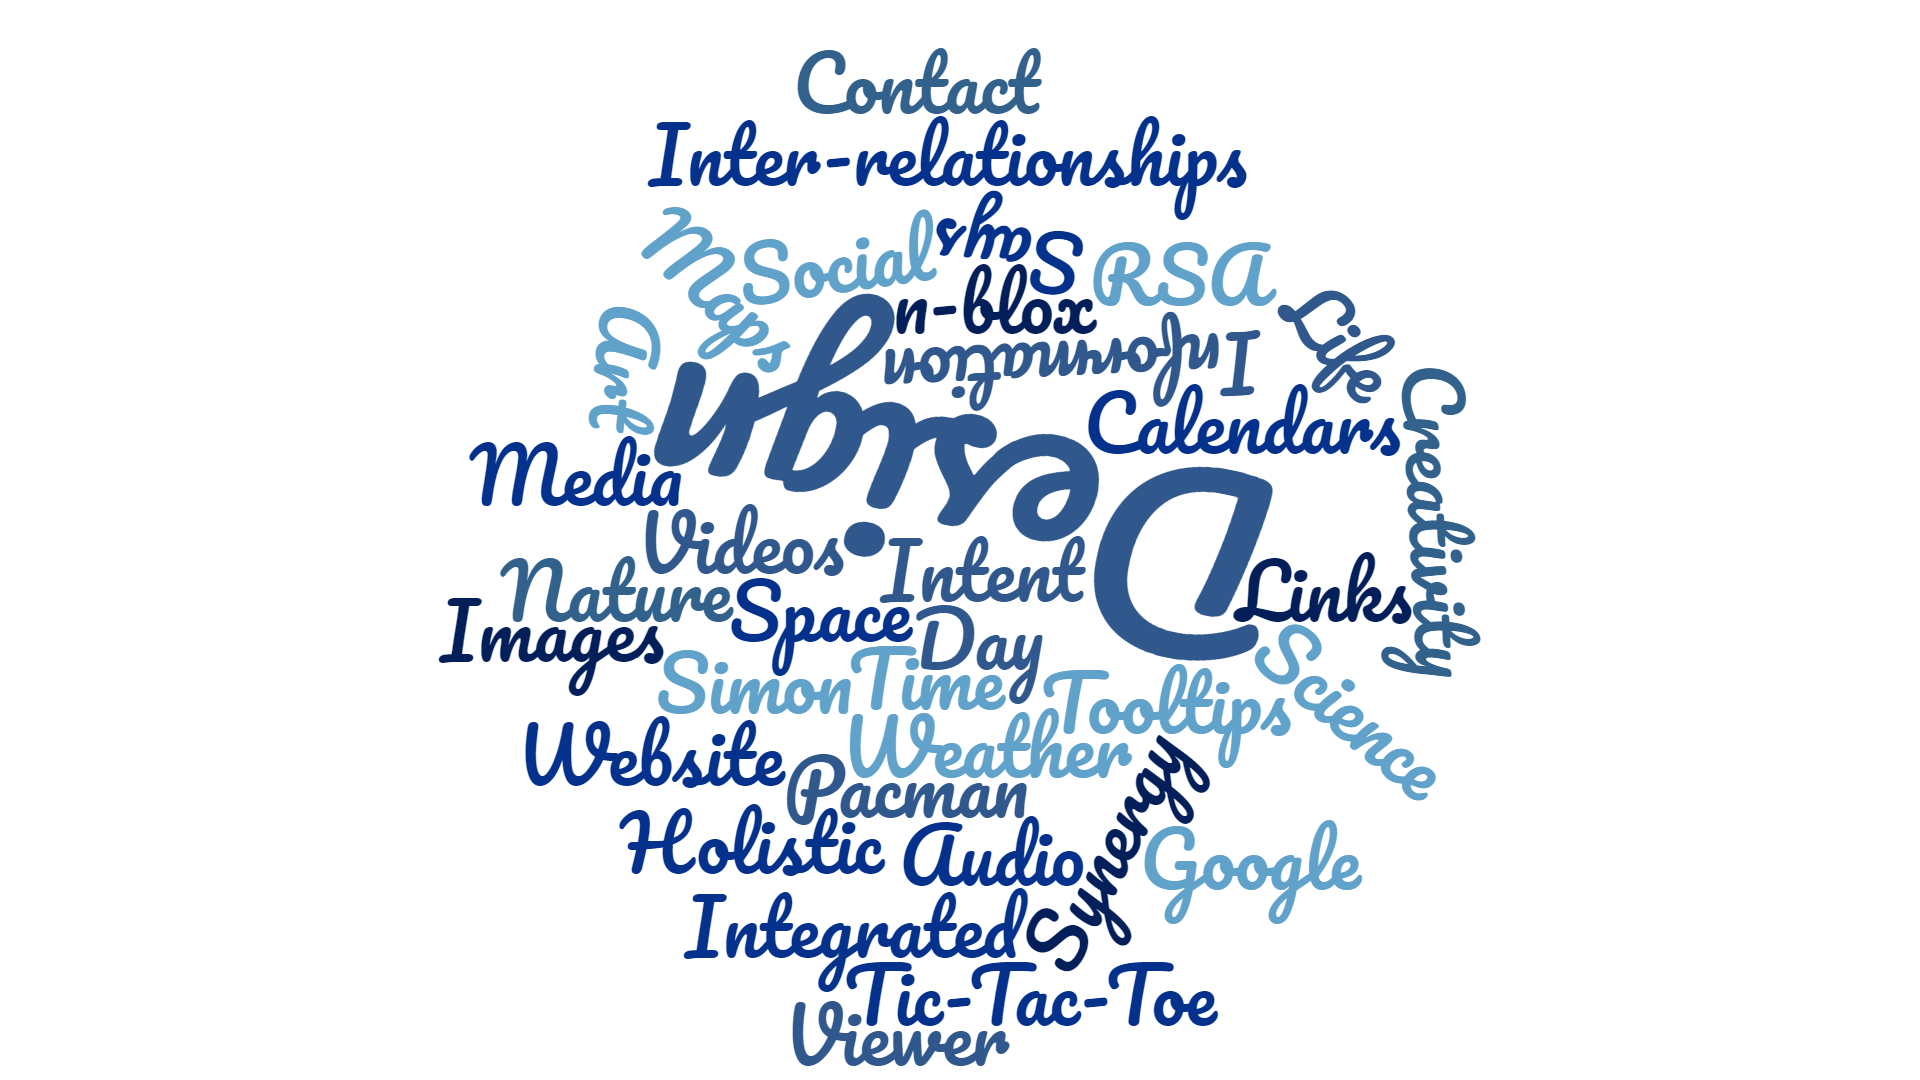 Contact
Inter-relationships
Maps
Social
Says
RSA
n-blox
Information
Life
Art
Design
Calendars
Creativity
Media
Videos
Intent
Links
Nature
Space
Images
Day
Simon
Time
Tooltips
Science
Website
Weather
Pacman
Synergy
Holistic
Audio
Google
Integrated
Tic-Tac-Toe
Viewer